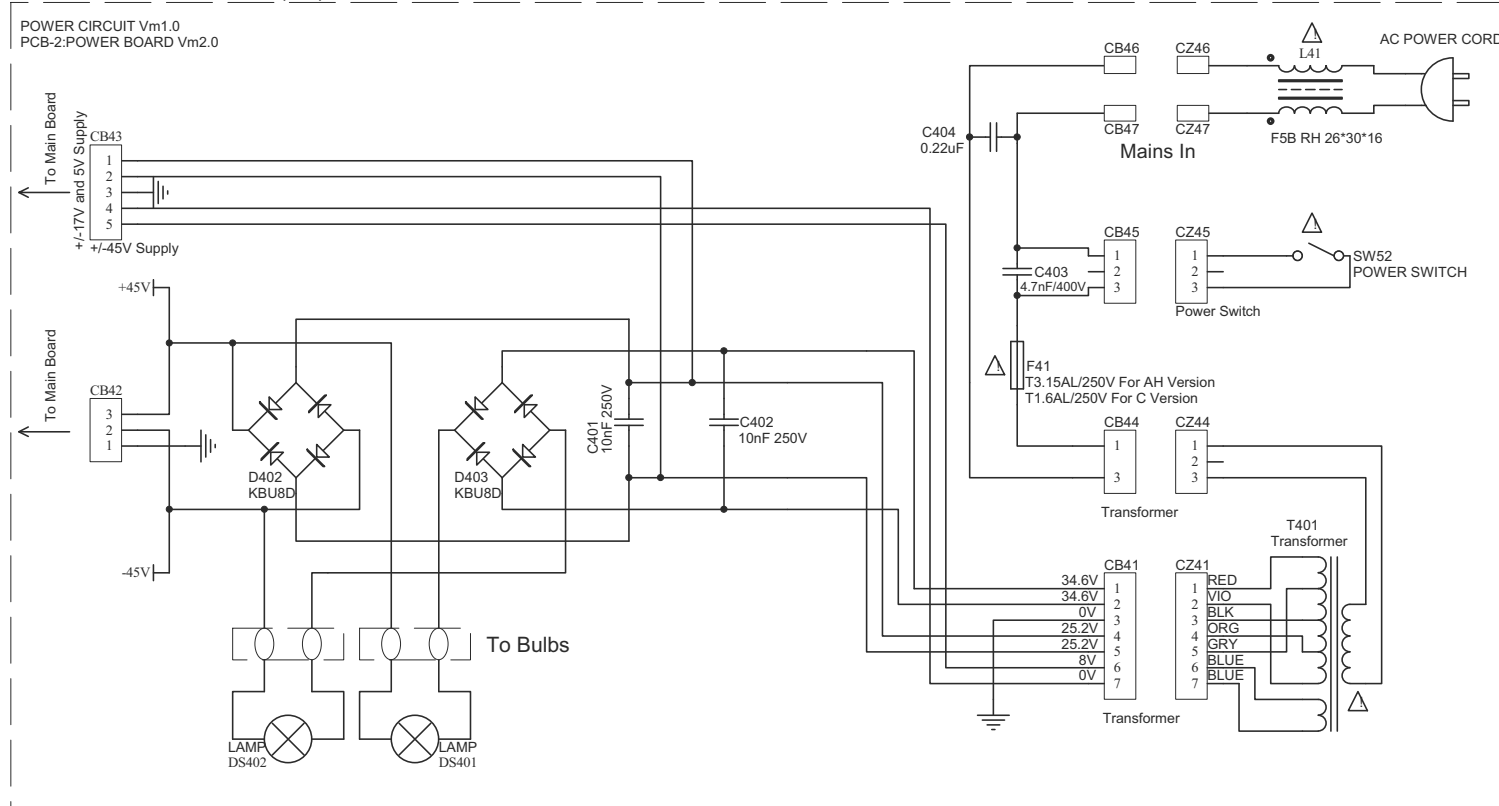 POWER CIRCUIT Vm1.0
PCB-2:POWER BOARD Vm2.0
To Main Board
+/-17V and 5V Supply
CB43
1
2
3
4
5
+/-45V Supply
+45V
To Main Board
CB42
3
2
1
-45V
D402
KBU8D
D403
KBU8D
C401
10nF 250V
C402
10nF 250V
To Bulbs
LAMP
DS402
LAMP
DS401
CB46
CZ46
L41
AC POWER CORD
CB47
CZ47
F5B RH 26*30*16
Mains In
C404
0.22uF
CB45
1
2
3
CZ45
1
2
3
Power Switch
SW52
POWER SWITCH
C403
4.7nF/400V
F41
T3.15AL/250V For AH Version
T1.6AL/250V For C Version
CB44
1
3
CZ44
1
2
3
Transformer
T401
Transformer
CB41
34.6V 1
34.6V 2
0V 3
25.2V 4
25.2V 5
8V 6
0V 7
CZ41
1 RED
2 VIO
3 BLK
4 ORG
5 GRY
6 BLUE
7 BLUE
Transformer